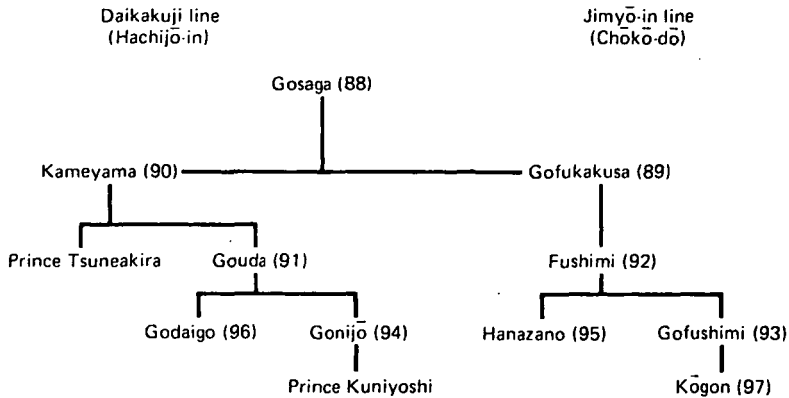 Daikakuji line
(Hachijō-in)
Jimyō-in line
(Chōkō-dō)
Gosaga (88)
Kameyama (90)
Gofukakusa (89)
Prince Tsuneakira
Gouda (91)
Fushimi (92)
Godaigo (96)
Gonijō (94)
Hanazano (95)
Gofushimi (93)
Prince Kuniyoshi
Kōgon (97)